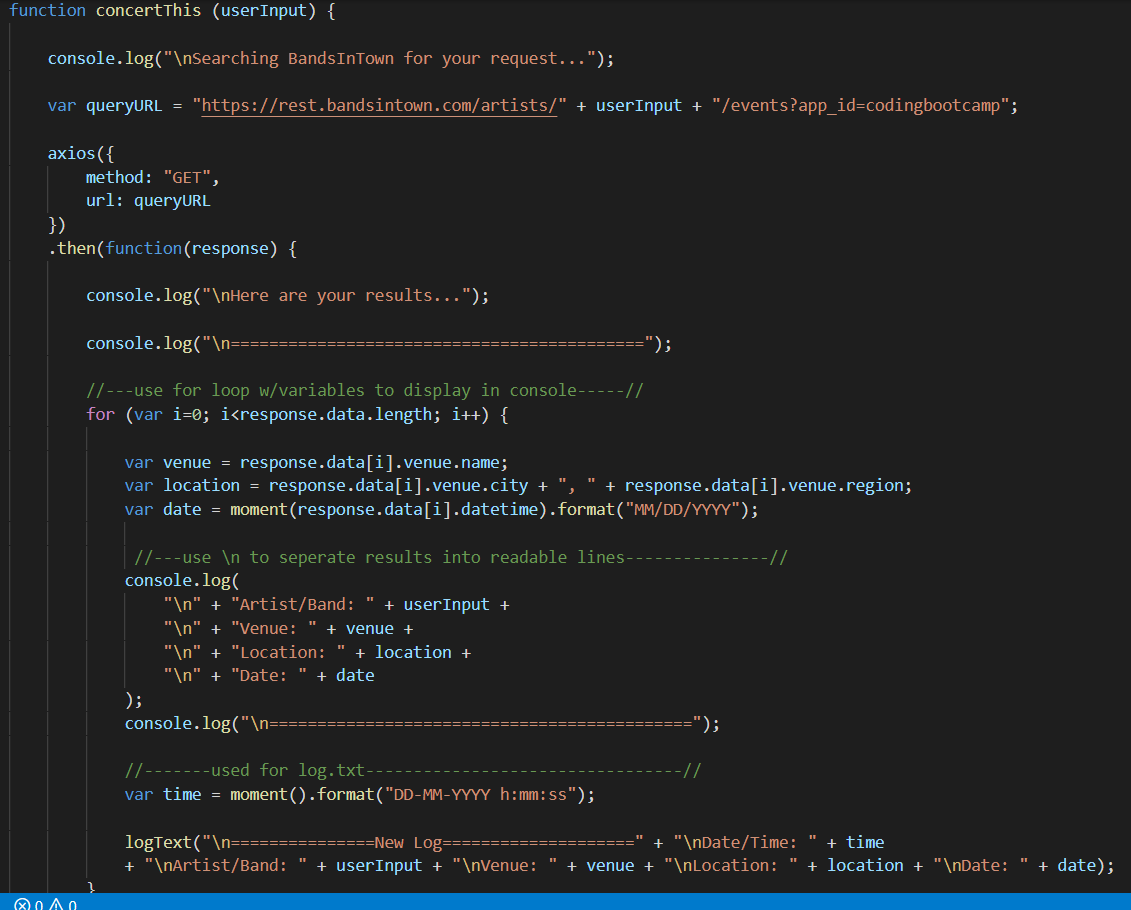 function concertThis (userInput) {
console.log("\nSearching BandsInTown for your request...");
var queryURL = "https://rest.bandsintown.com/artists/" + userInput + "/events?app_id=codingbootcamp";
axios({
method: "GET",
url: queryURL
})
.then(function(response) {
console.log("\nHere are your results...");
console.log("\n===========================================");
//---use for loop w/variables to display in console-----//
for (var i=0; i<response.data.length; i++) {
var venue = response.data[i].venue.name;
var location = response.data[i].venue.city + ", " + response.data[i].venue.region;
var date = moment(response.data[i].datetime).format("MM/DD/YYYY");
//---use \n to seperate results into readable lines---------------//
console.log(
"\n" + "Artist/Band: " + userInput +
"\n" + "Venue: " + venue +
"\n" + "Location: " + location +
"\n" + "Date: " + date
);
console.log("\n============================================");
//-------used for log.txt---------------------------------//
var time = moment().format("DD-MM-YYYY h:mm:ss");
logText("\n===============New Log====================" + "\nDate/Time: " + time
+ "\nArtist/Band: " + userInput + "\nVenue: " + venue + "\nLocation: " + location + "\nDate: " + date);
}
0 0